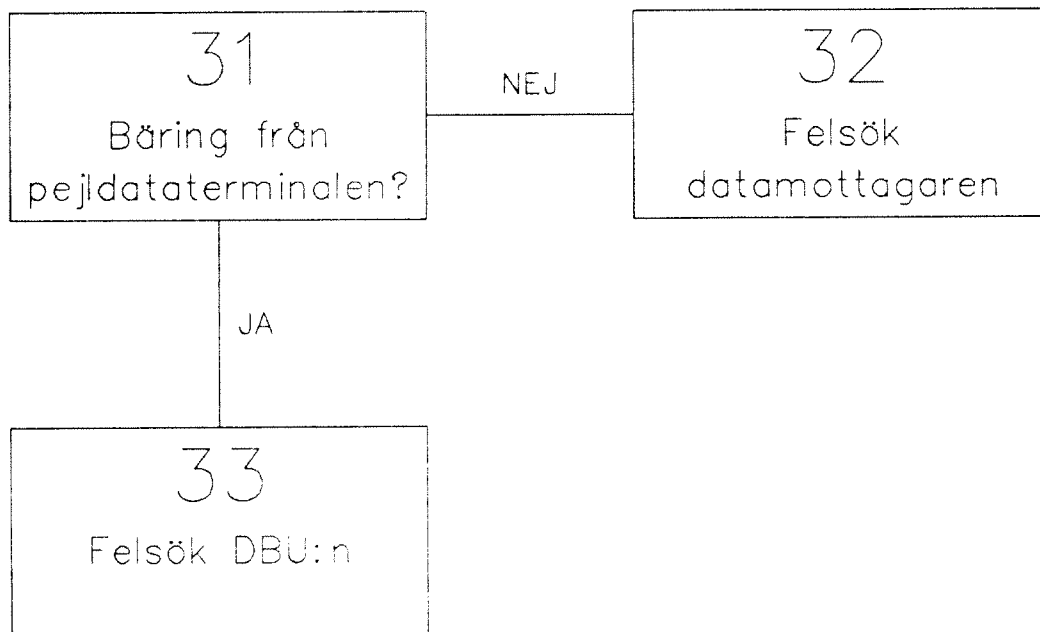 31
Bäring från
pejldataterminalen?
NEJ
32
Felsök
datamottagaren
JA
33
Felsök DBU:n